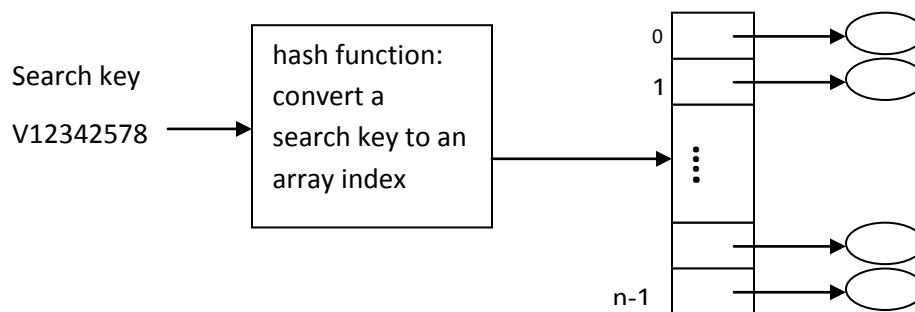 Search key
V12342578
hash function:
convert a
search key to an
array index
0
1
n-1